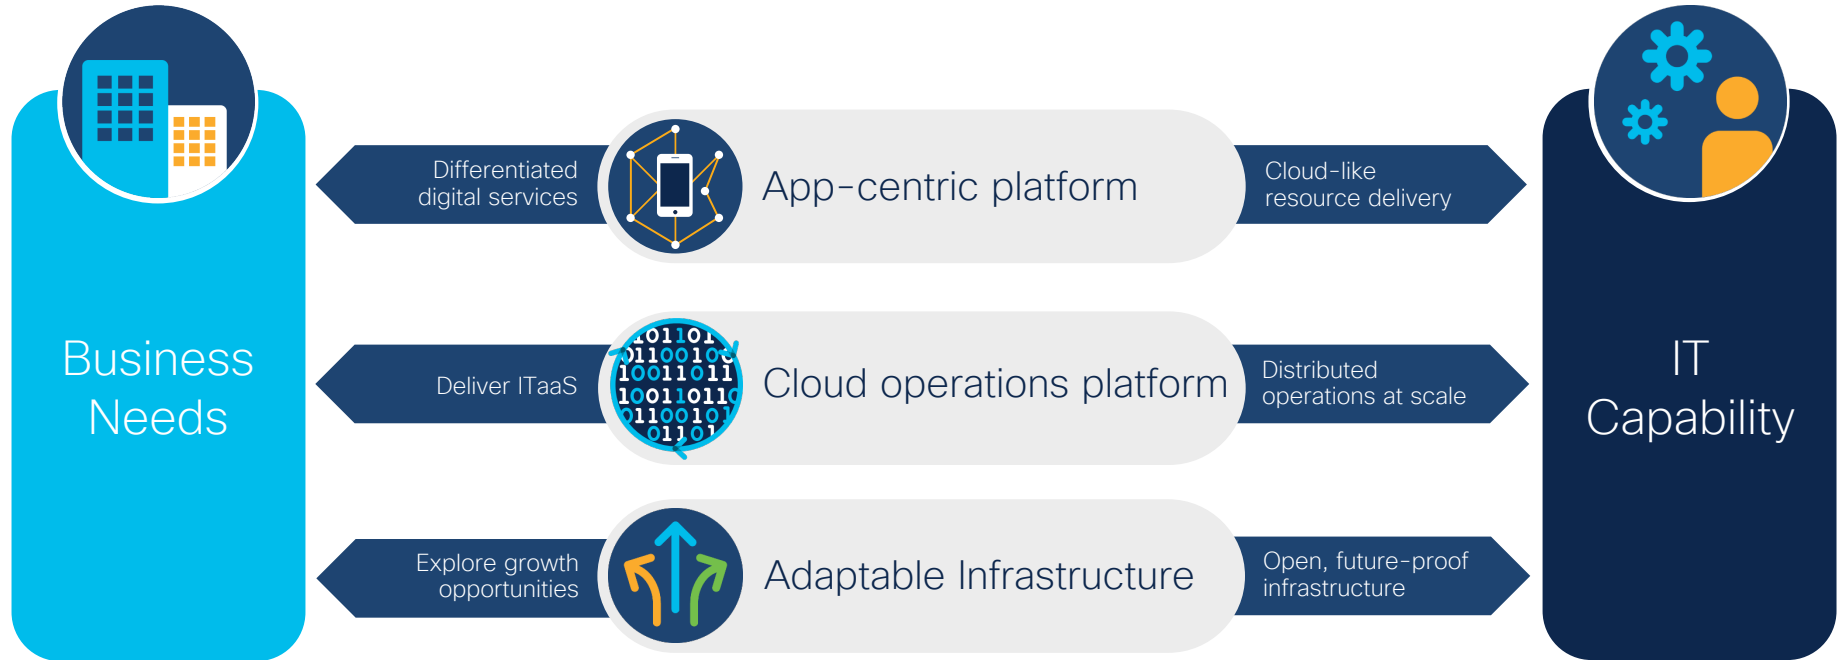 Business
Needs
Differentiated
digital services
App-centric platform
Cloud-like
resource delivery
Deliver ITaaS
Cloud operations platform
Distributed
operations at scale
Explore growth
opportunities
Adaptable Infrastructure
Open, future-proof
infrastructure
IT
Capability